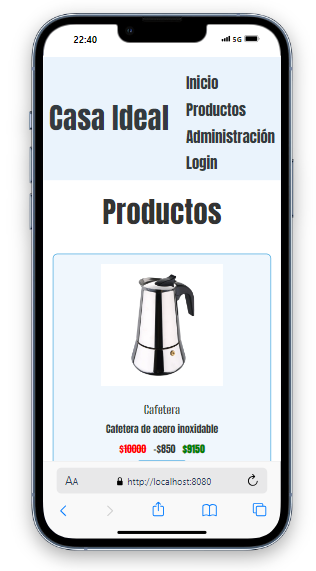 22:40
5G
Casa Ideal
Inicio
Productos
Administración
Login
Productos
Cafetera
Cafetera de acero inoxidable
$10000 -$850 $9150
AA
http://localhost:8080